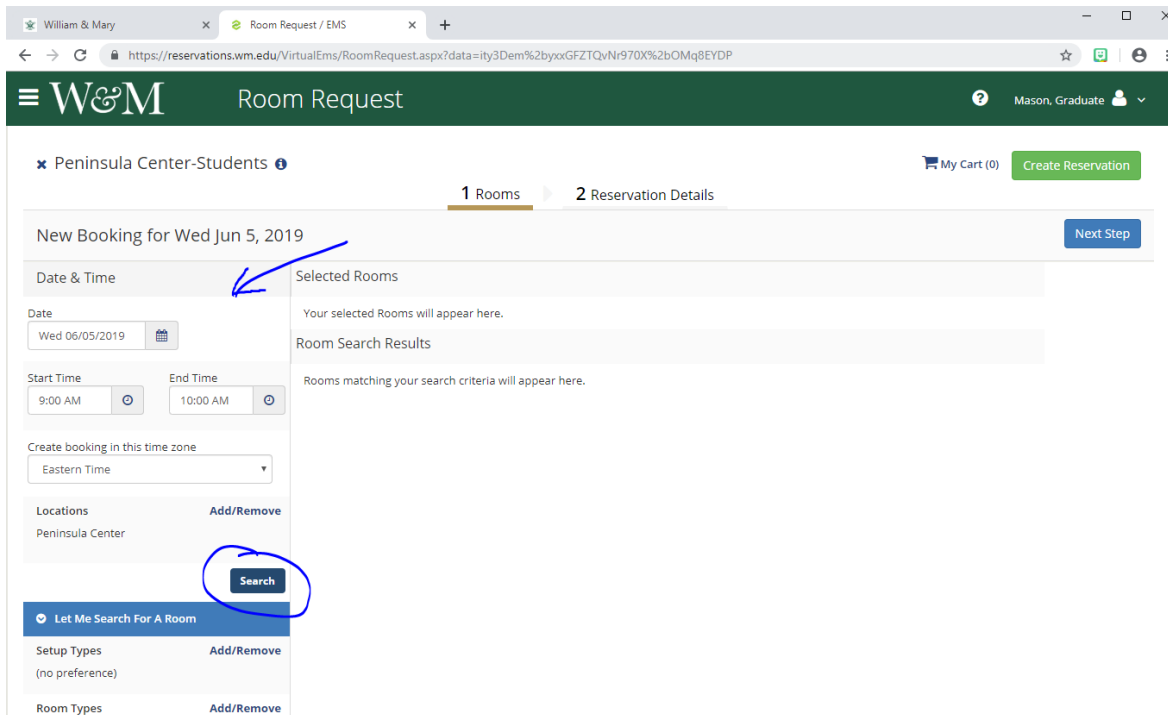 William & Mary
Room Request / EMS
https://reservations.wm.edu/VirtualEms/RoomRequest.aspx?data=ity3Dem%2byxxGFZTQvNr970X%2bOMq8EYDP
W&M Room Request
Mason, Graduate
Peninsula Center-Students
My Cart (0) Create Reservation
1 Rooms 2 Reservation Details
New Booking for Wed Jun 5, 2019 Next Step
Date & Time
Date
Wed 06/05/2019
Start Time End Time
9:00 AM 10:00 AM
Create booking in this time zone
Eastern Time
Locations Add/Remove
Peninsula Center
Search
Let Me Search For A Room
Setup Types Add/Remove
(no preference)
Room Types Add/Remove
Selected Rooms
Your selected Rooms will appear here.
Room Search Results
Rooms matching your search criteria will appear here.